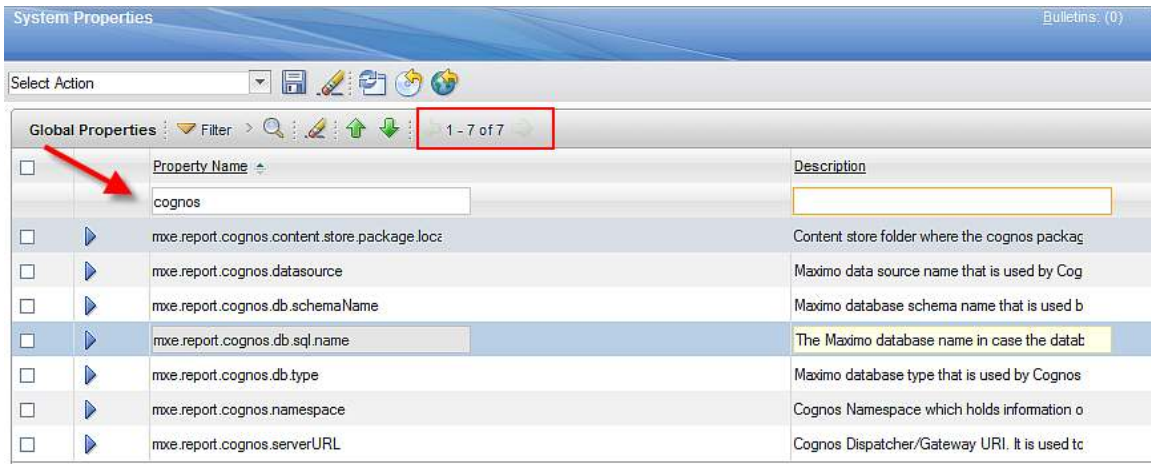 System Properties Bulletins: (0)
Select Action
Global Properties Filter 1 - 7 of 7
Property Name Description
cognos
mxe.report.cognos.content.store.package.loca Content store folder where the cognos packag
mxe.report.cognos.datasource Maximo data source name that is used by Cog
mxe.report.cognos.db.schemaName Maximo database schema name that is used b
mxe.report.cognos.db.sql.name The Maximo database name in case the datab
mxe.report.cognos.db.type Maximo database type that is used by Cognos
mxe.report.cognos.namespace Cognos Namespace which holds information o
mxe.report.cognos.serverURL Cognos Dispatcher/Gateway URI. It is used to